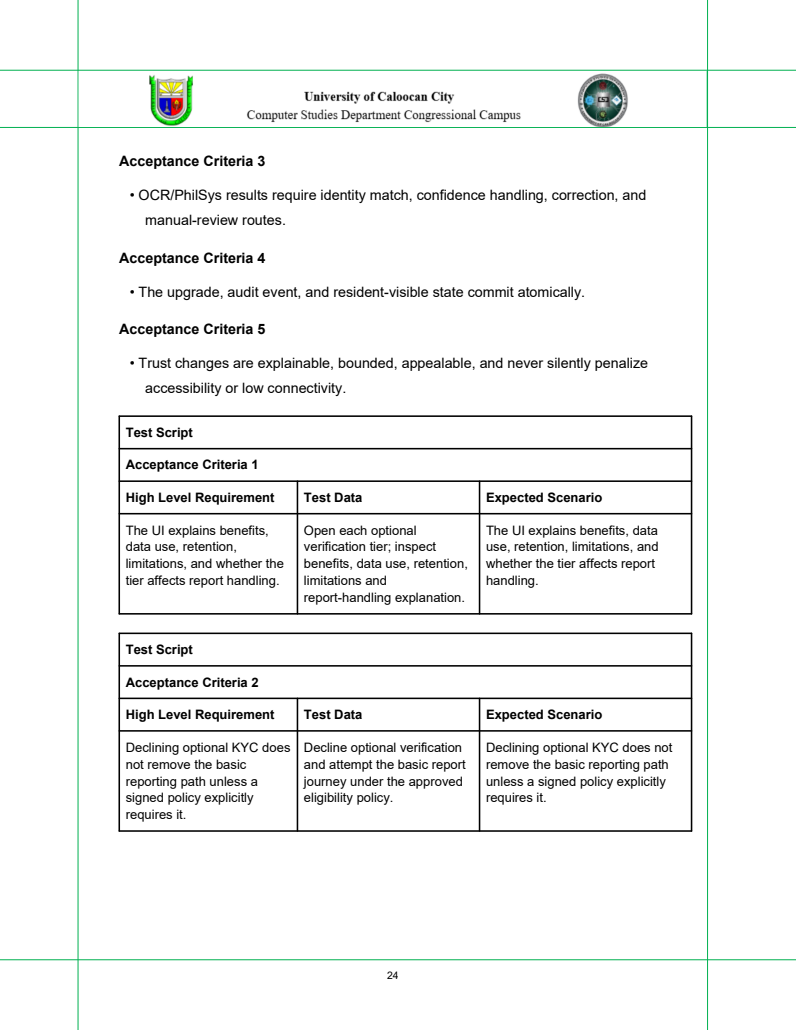 University of Caloocan City
Computer Studies Department Congressional Campus
Acceptance Criteria 3
• OCR/PhilSys results require identity match, confidence handling, correction, and
manual-review routes.
Acceptance Criteria 4
• The upgrade, audit event, and resident-visible state commit atomically.
Acceptance Criteria 5
• Trust changes are explainable, bounded, appealable, and never silently penalize
accessibility or low connectivity.
Test Script
Acceptance Criteria 1
High Level Requirement
Test Data
Expected Scenario
The UI explains benefits,
data use, retention,
limitations, and whether the
tier affects report handling.
Open each optional
verification tier; inspect
benefits, data use, retention,
limitations and
report-handling explanation.
The UI explains benefits, data
use, retention, limitations, and
whether the tier affects report
handling.
Test Script
Acceptance Criteria 2
High Level Requirement
Test Data
Expected Scenario
Declining optional KYC does
not remove the basic
reporting path unless a
signed policy explicitly
requires it.
Decline optional verification
and attempt the basic report
journey under the approved
eligibility policy.
Declining optional KYC does not
remove the basic reporting path
unless a signed policy explicitly
requires it.
24